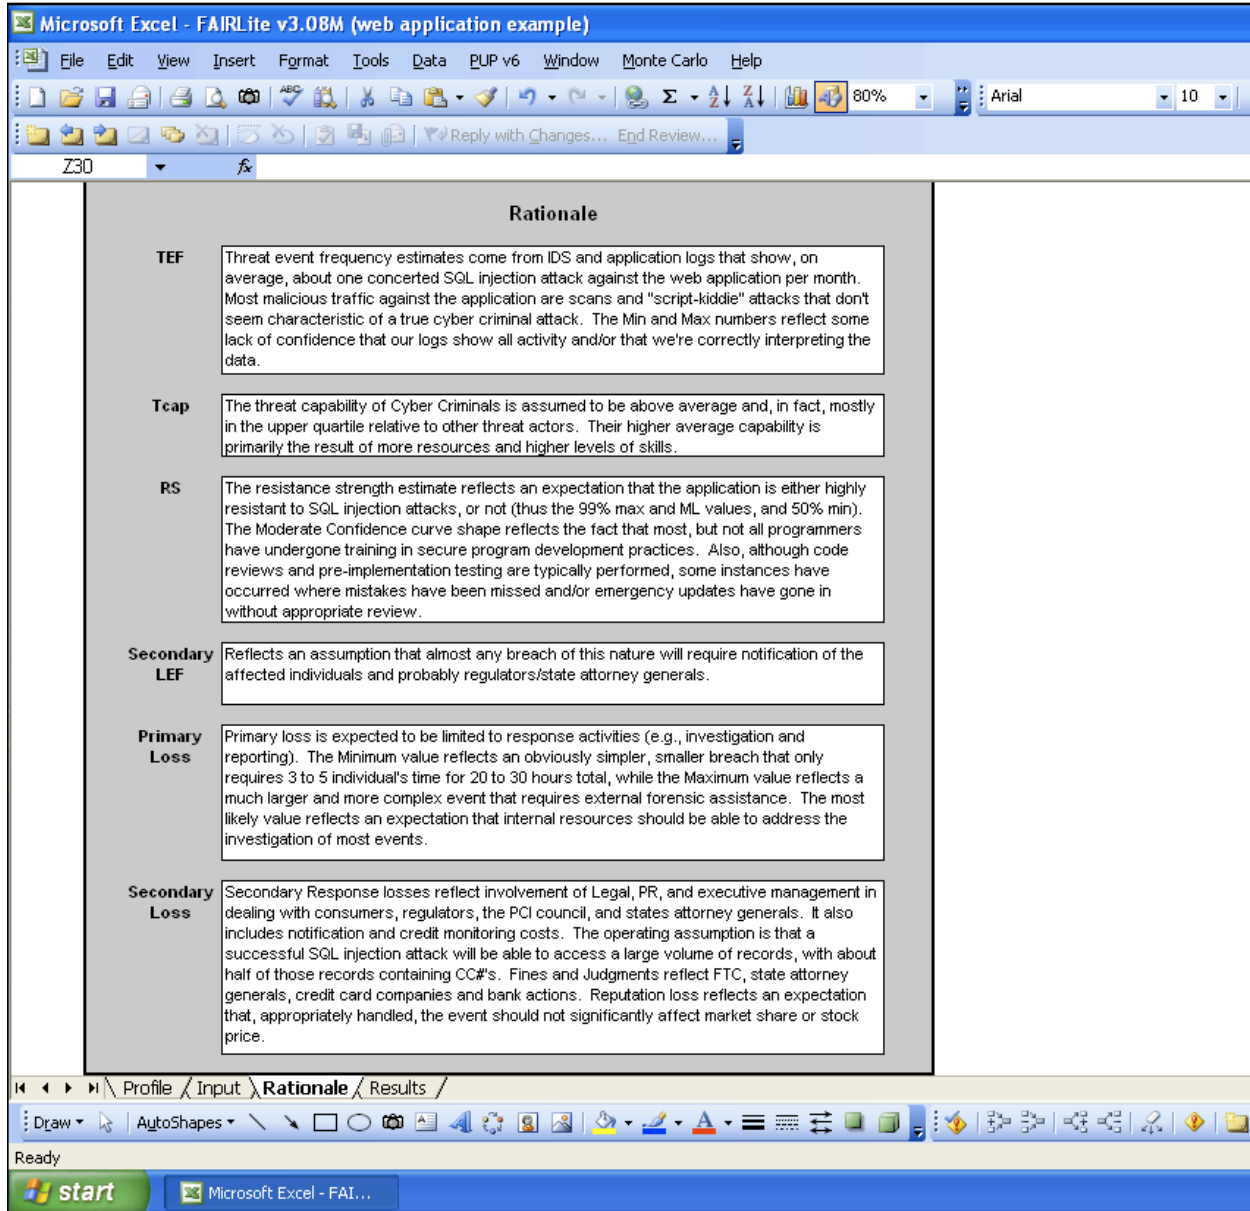 Microsoft Excel - FAIRLite v3.08M (web application example)
File Edit View Insert Format Tools Data PUP v6 Window Monte Carlo Help
ABC Σ A Z Z A 80% Arial 10
Reply with Changes... End Review...
Z30 fx
Rationale
TEF
Threat event frequency estimates come from IDS and application logs that show, on
average, about one concerted SQL injection attack against the web application per month.
Most malicious traffic against the application are scans and "script-kiddie" attacks that don't
seem characteristic of a true cyber criminal attack. The Min and Max numbers reflect some
lack of confidence that our logs show all activity and/or that we're correctly interpreting the
data.
Tcap
The threat capability of Cyber Criminals is assumed to be above average and, in fact, mostly
in the upper quartile relative to other threat actors. Their higher average capability is
primarily the result of more resources and higher levels of skills.
RS
The resistance strength estimate reflects an expectation that the application is either highly
resistant to SQL injection attacks, or not (thus the 99% max and ML values, and 50% min).
The Moderate Confidence curve shape reflects the fact that most, but not all programmers
have undergone training in secure program development practices. Also, although code
reviews and pre-implementation testing are typically performed, some instances have
occurred where mistakes have been missed and/or emergency updates have gone in
without appropriate review.
Secondary
LEF
Reflects an assumption that almost any breach of this nature will require notification of the
affected individuals and probably regulators/state attorney generals.
Primary
Loss
Primary loss is expected to be limited to response activities (e.g., investigation and
reporting). The Minimum value reflects an obviously simpler, smaller breach that only
requires 3 to 5 individual's time for 20 to 30 hours total, while the Maximum value reflects a
much larger and more complex event that requires external forensic assistance. The most
likely value reflects an expectation that internal resources should be able to address the
investigation of most events.
Secondary
Loss
Secondary Response losses reflect involvement of Legal, PR, and executive management in
dealing with consumers, regulators, the PCI council, and states attorney generals. It also
includes notification and credit monitoring costs. The operating assumption is that a
successful SQL injection attack will be able to access a large volume of records, with about
half of those records containing CC#'s. Fines and Judgments reflect FTC, state attorney
generals, credit card companies and bank actions. Reputation loss reflects an expectation
that, appropriately handled, the event should not significantly affect market share or stock
price.
Profile Input Rationale Results
Draw AutoShapes A A A
Ready
start Microsoft Excel - FAI...